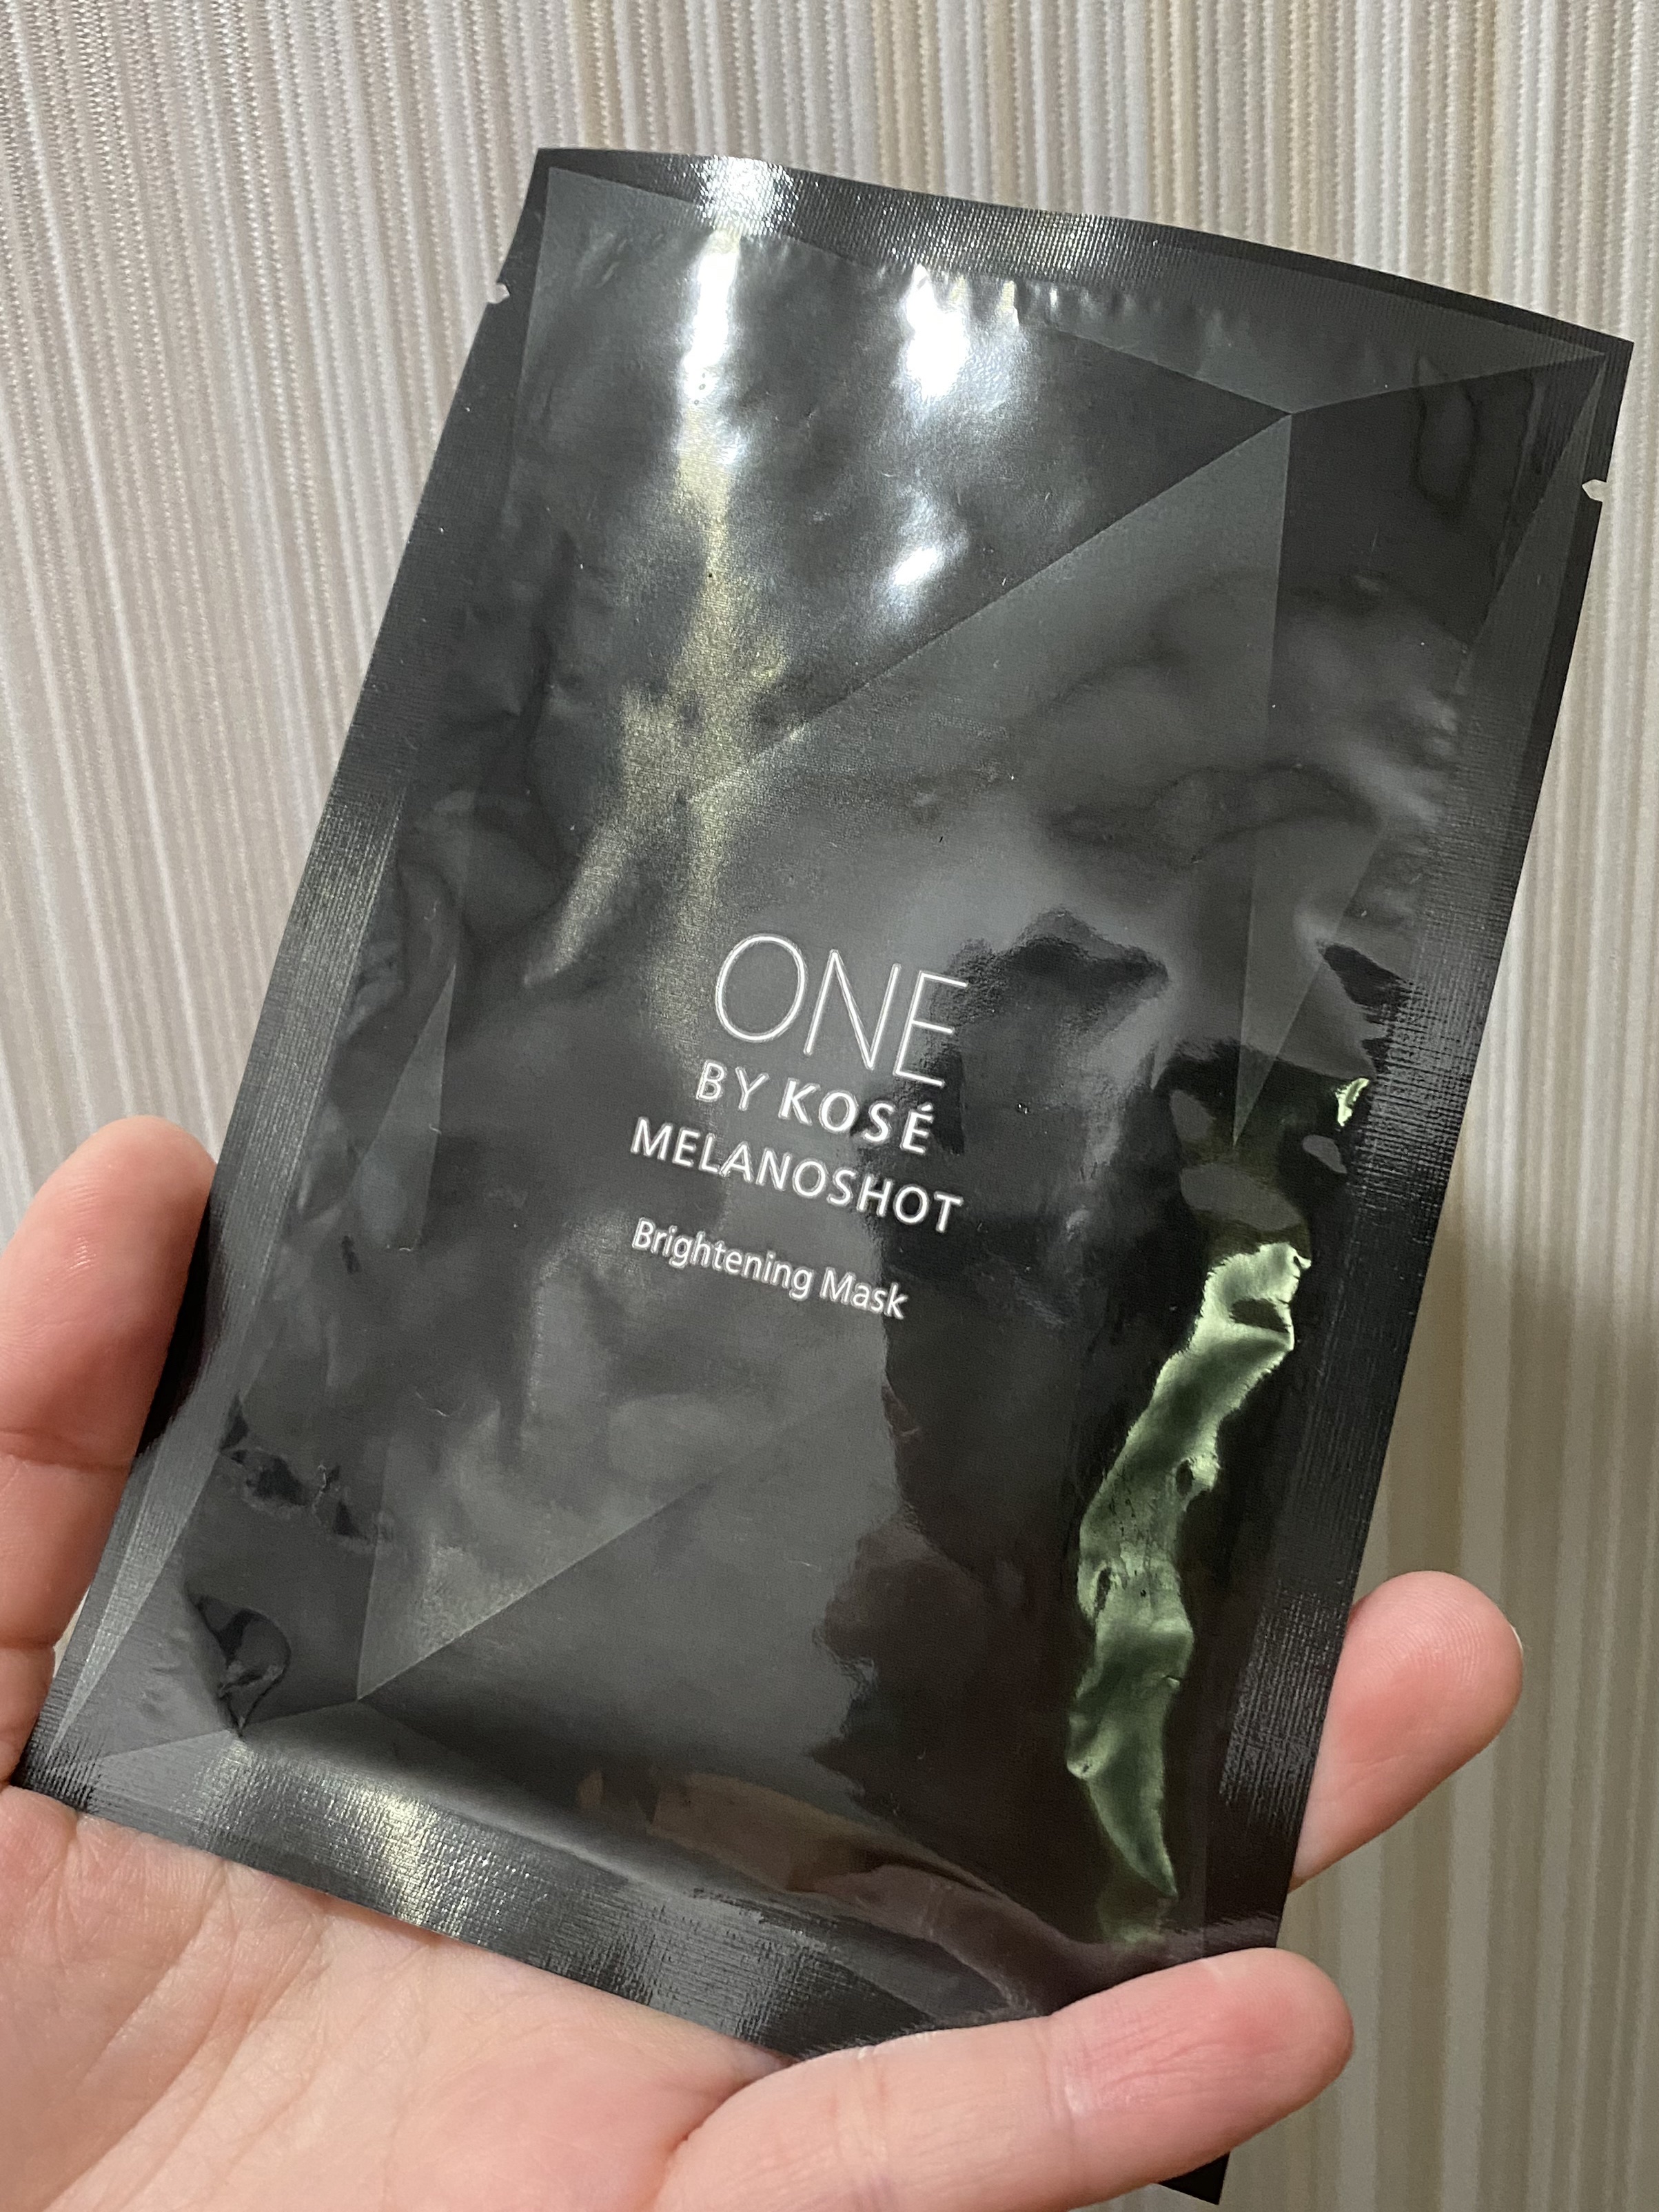 ONE
BY KOSÉ
MELANOSHOT
Brightening Mask